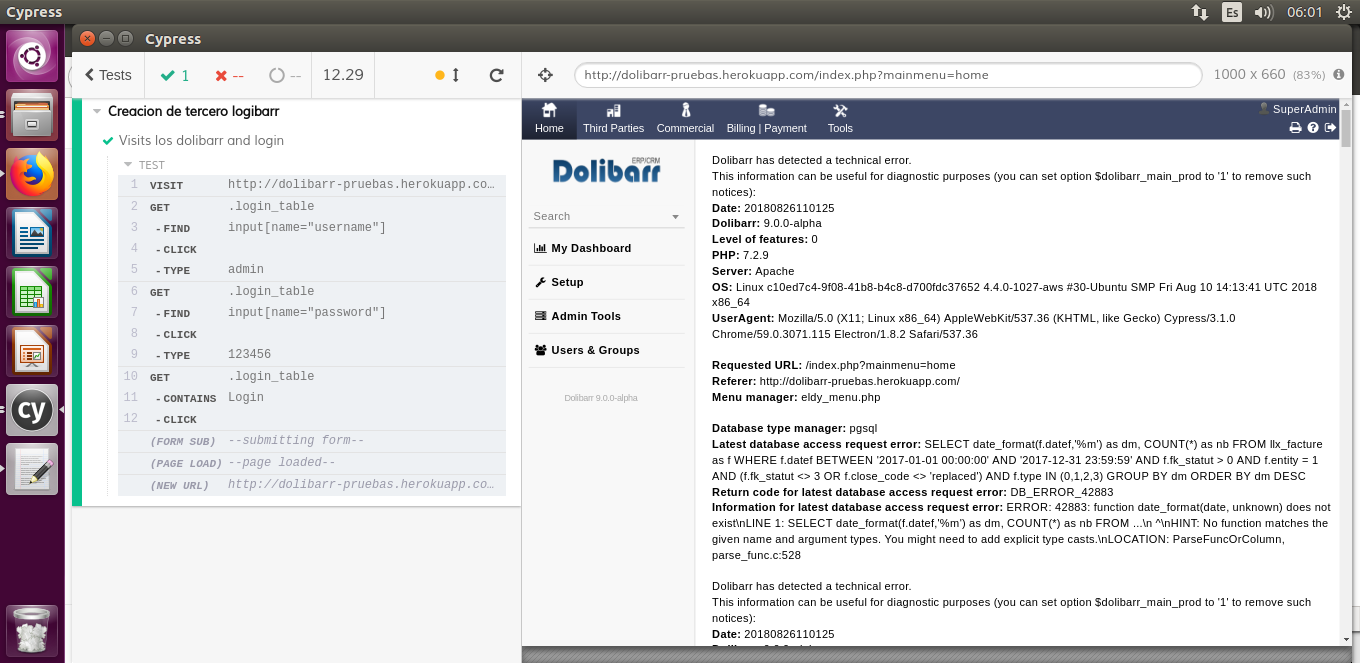 Cypress
Es
06:01
Cypress
Tests
1
--
--
12.29
http://dolibarr-pruebas.herokuapp.com/index.php?mainmenu=home
1000 x 660 (83%)
Creacion de tercero logibarr
Visits los dolibarr and login
TEST
1 VISIT http://dolibarr-pruebas.herokuapp.co…
2 GET .login_table
3 - FIND input[name="username"]
4 - CLICK
5 - TYPE admin
6 GET .login_table
7 - FIND input[name="password"]
8 - CLICK
9 - TYPE 123456
10 GET .login_table
11 - CONTAINS Login
12 - CLICK
(FORM SUB) --submitting form--
(PAGE LOAD) --page loaded--
(NEW URL) http://dolibarr-pruebas.herokuapp.co…
cy
Home
Third Parties
Commercial
Billing | Payment
Tools
SuperAdmin
Dolibarr ERP/CRM
Search
My Dashboard
Setup
Admin Tools
Users & Groups
Dolibarr 9.0.0-alpha
Dolibarr has detected a technical error.
This information can be useful for diagnostic purposes (you can set option $dolibarr_main_prod to '1' to remove such
notices):
Date: 20180826110125
Dolibarr: 9.0.0-alpha
Level of features: 0
PHP: 7.2.9
Server: Apache
OS: Linux c10ed7c4-9f08-41b8-b4c8-d700fdc37652 4.4.0-1027-aws #30-Ubuntu SMP Fri Aug 10 14:13:41 UTC 2018
x86_64
UserAgent: Mozilla/5.0 (X11; Linux x86_64) AppleWebKit/537.36 (KHTML, like Gecko) Cypress/3.1.0
Chrome/59.0.3071.115 Electron/1.8.2 Safari/537.36
Requested URL: /index.php?mainmenu=home
Referer: http://dolibarr-pruebas.herokuapp.com/
Menu manager: eldy_menu.php
Database type manager: pgsql
Latest database access request error: SELECT date_format(f.datef,'%m') as dm, COUNT(*) as nb FROM llx_facture
as f WHERE f.datef BETWEEN '2017-01-01 00:00:00' AND '2017-12-31 23:59:59' AND f.fk_statut > 0 AND f.entity = 1
AND (f.fk_statut <> 3 OR f.close_code <> 'replaced') AND f.type IN (0,1,2,3) GROUP BY dm ORDER BY dm DESC
Return code for latest database access request error: DB_ERROR_42883
Information for latest database access request error: ERROR: 42883: function date_format(date, unknown) does not
exist\nLINE 1: SELECT date_format(f.datef,'%m') as dm, COUNT(*) as nb FROM ...\n ^\nHINT: No function matches the
given name and argument types. You might need to add explicit type casts.\nLOCATION: ParseFuncOrColumn,
parse_func.c:528
Dolibarr has detected a technical error.
This information can be useful for diagnostic purposes (you can set option $dolibarr_main_prod to '1' to remove such
notices):
Date: 20180826110125